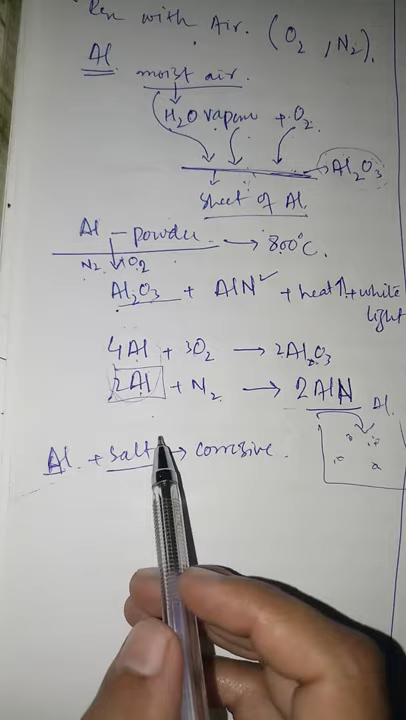 Rxn with Air. (O2, N2).
Al
moist air.
H2O vapour + O2.
Al2O3
Sheet of Al
Al – powder → 800°C.
N2 O2
Al2O3 + AlN ✓ + heat ↑ + white light
4Al + 3O2 → 2Al2O3
2Al + N2 → 2AlN
Al.
Al + Salt → corrosive.